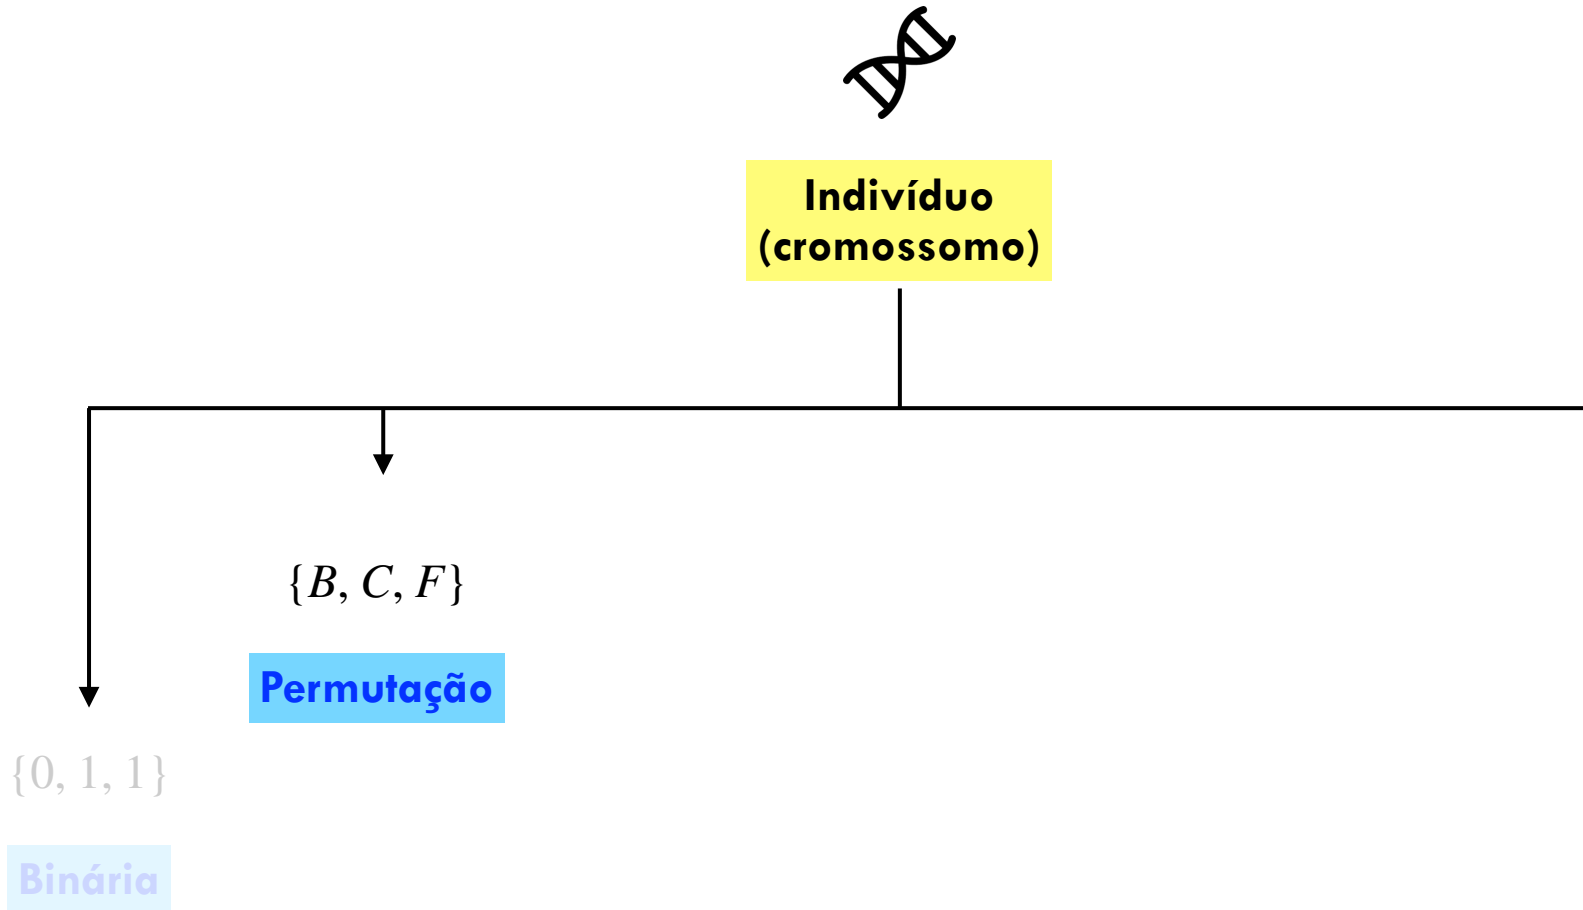 Indivíduo
(cromossomo)
{B, C, F}
Permutação
{0, 1, 1}
Binária